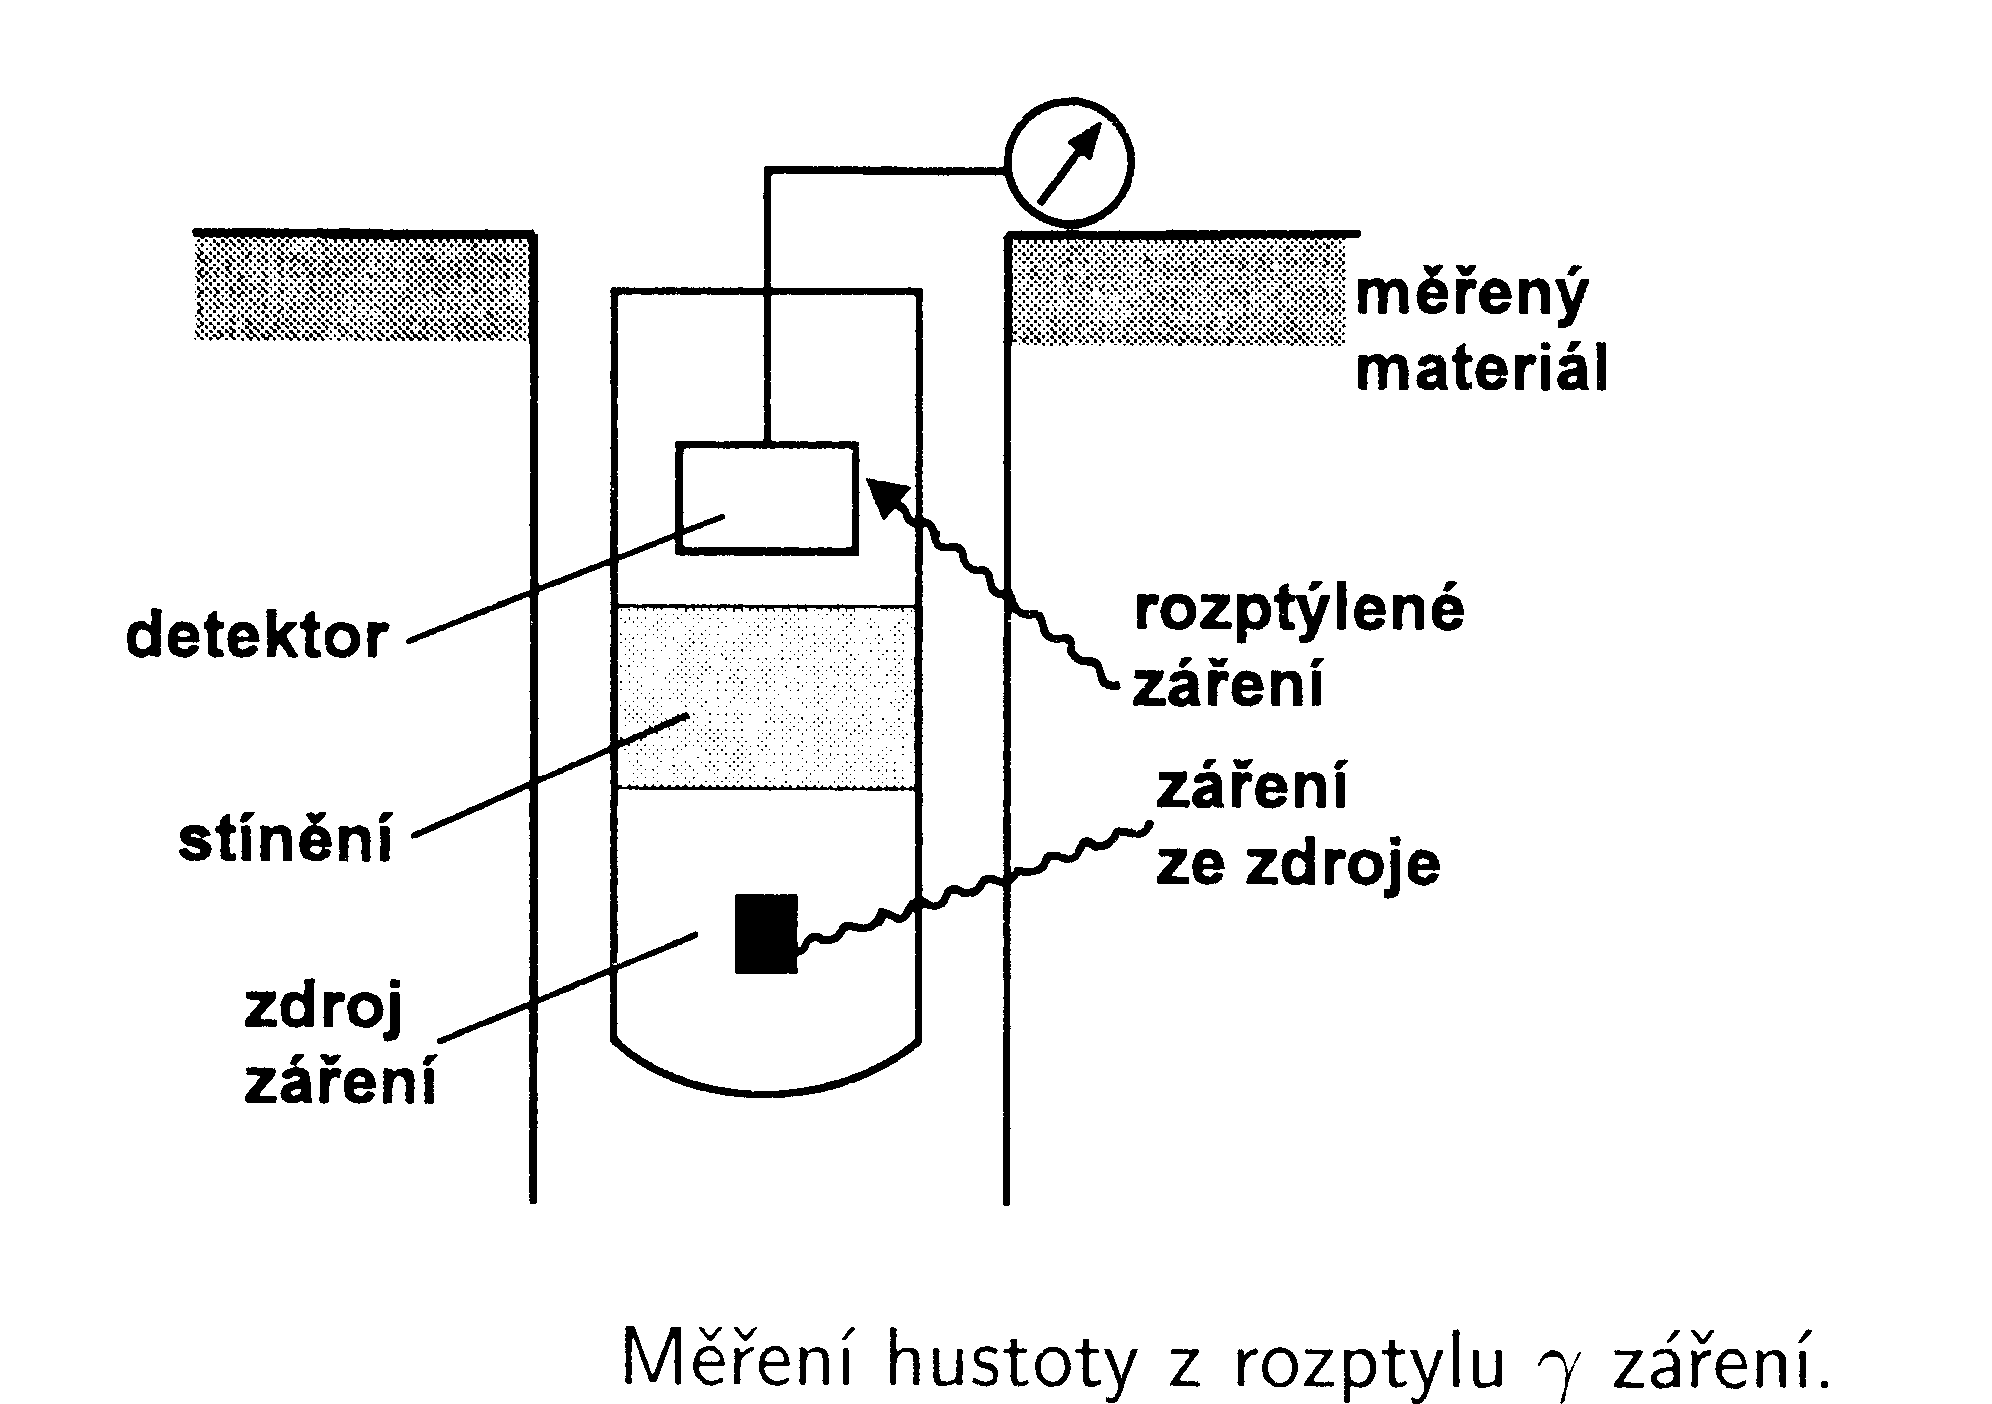 měřený
materiál
detektor
rozptýlené
záření
stínění
záření
ze zdroje
zdroj
záření
Měření hustoty z rozptylu γ záření.